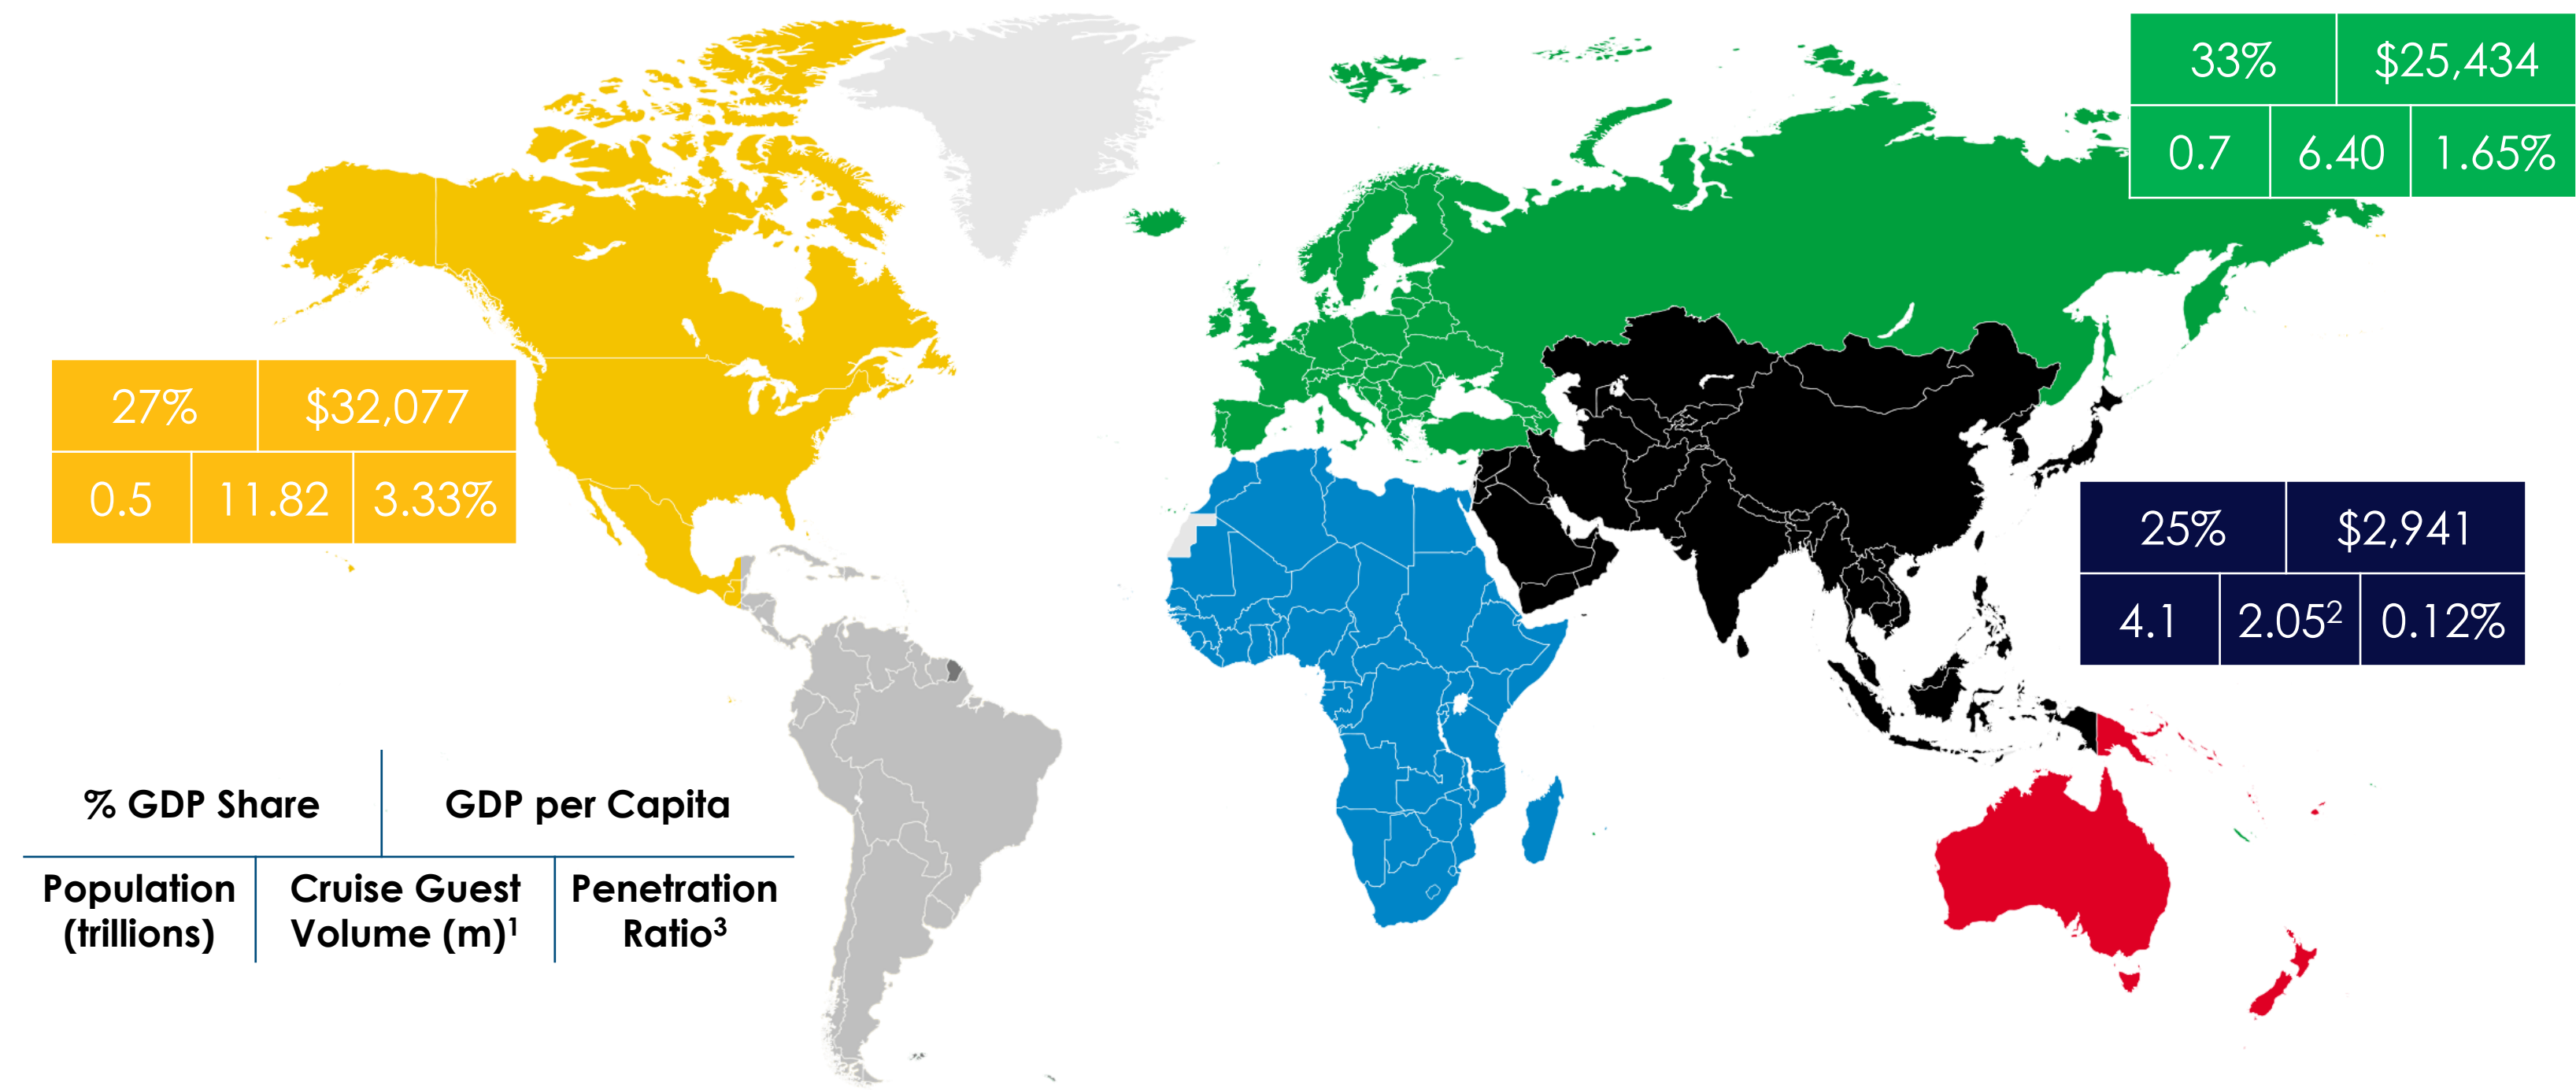 33% $25,434
0.7 6.40 1.65%
27% $32,077
0.5 11.82 3.33%
25% $2,941
4.1 2.05² 0.12%
% GDP Share GDP per Capita
Population Cruise Guest Penetration
(trillions) Volume (m)¹ Ratio³